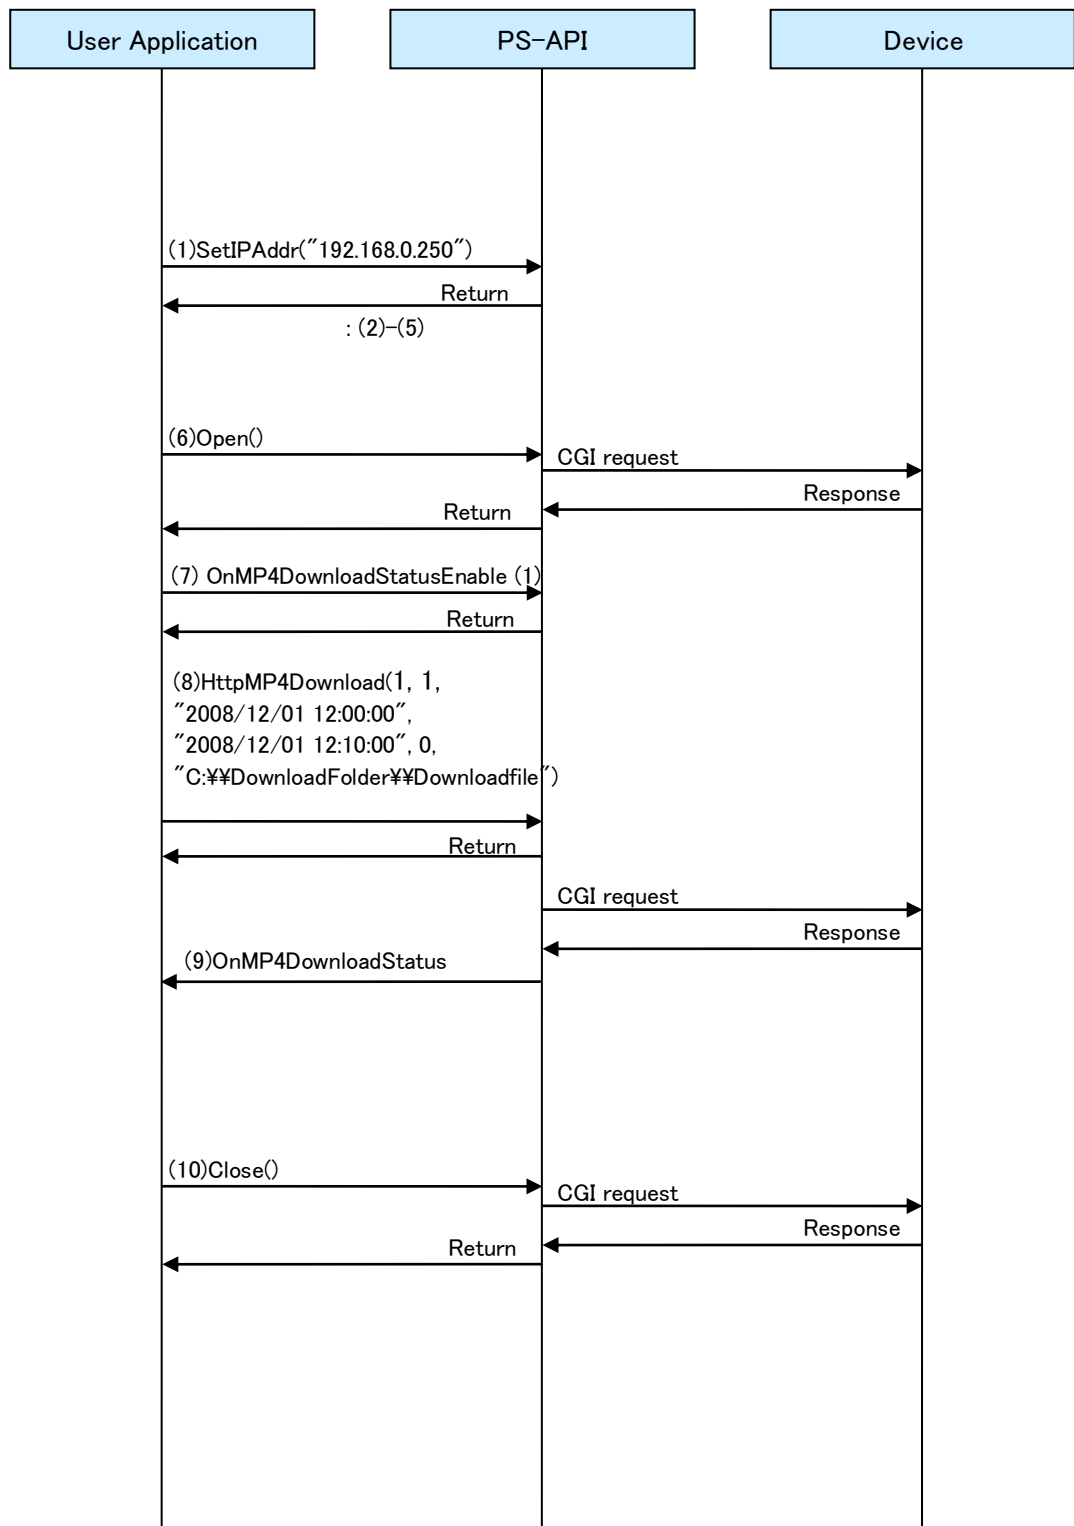 User Application
PS-API
Device
(1)SetIPAddr("192.168.0.250")
Return
: (2)-(5)
(6)Open()
CGI request
Response
Return
(7) OnMP4DownloadStatusEnable (1)
Return
(8)HttpMP4Download(1, 1,
"2008/12/01 12:00:00",
"2008/12/01 12:10:00", 0,
"C:¥¥DownloadFolder¥¥Downloadfile")
Return
CGI request
Response
(9)OnMP4DownloadStatus
(10)Close()
CGI request
Response
Return